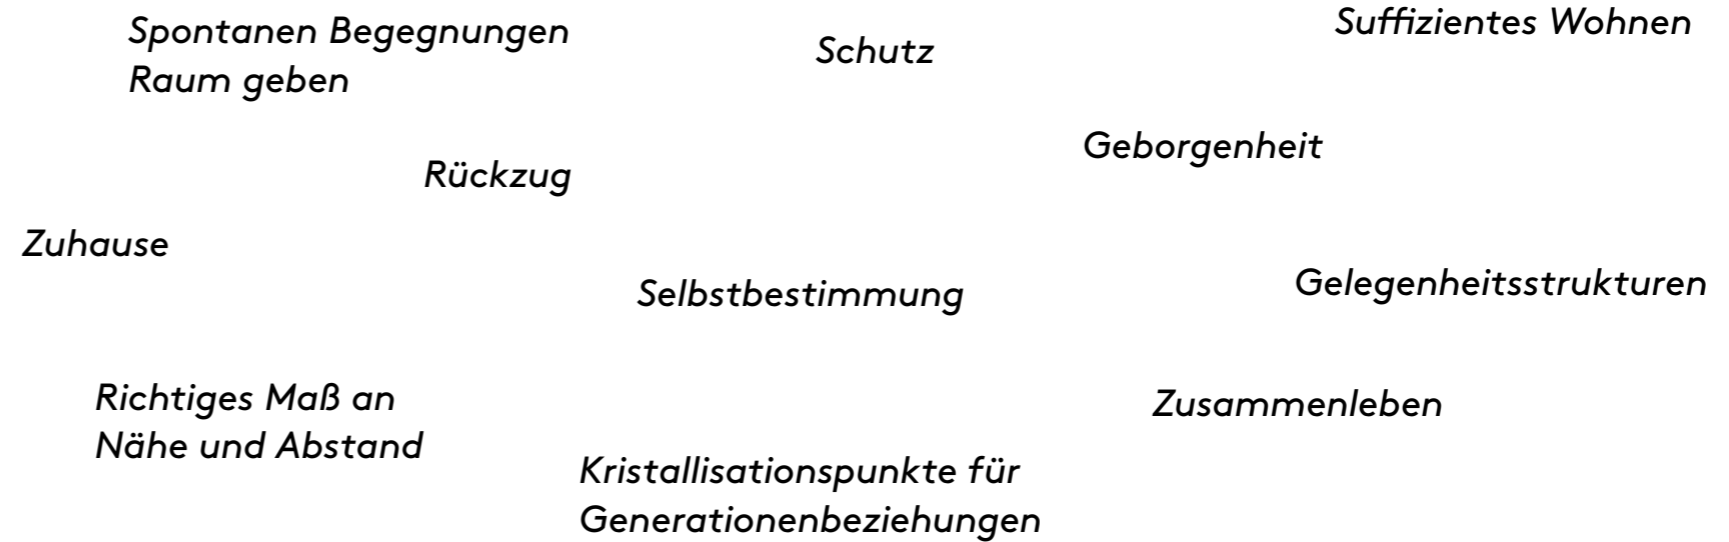 Spontanen Begegnungen
Raum geben
Schutz
Suffizientes Wohnen
Geborgenheit
Rückzug
Zuhause
Selbstbestimmung
Gelegenheitsstrukturen
Richtiges Maß an
Nähe und Abstand
Zusammenleben
Kristallisationspunkte für
Generationenbeziehungen